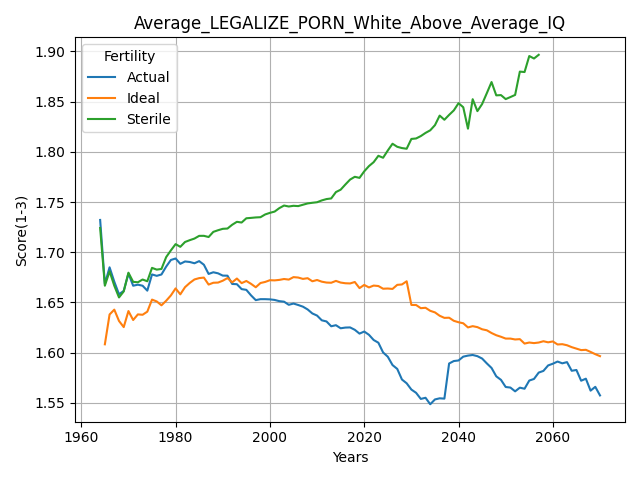 Average_LEGALIZE_PORN_White_Above_Average_IQ
Fertility
Actual
Ideal
Sterile
Score(1-3)
1.90
1.85
1.80
1.75
1.70
1.65
1.60
1.55
1960
1980
2000
2020
2040
2060
Years